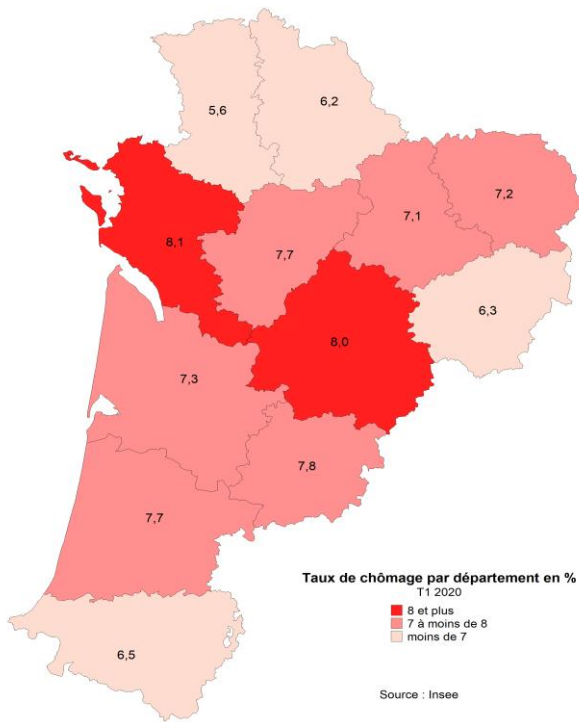 5,6
6,2
7,2
7,1
8,1
7,7
6,3
8,0
7,3
7,8
7,7
6,5
Taux de chômage par département en %
T1 2020
8 et plus
7 à moins de 8
moins de 7
Source : Insee